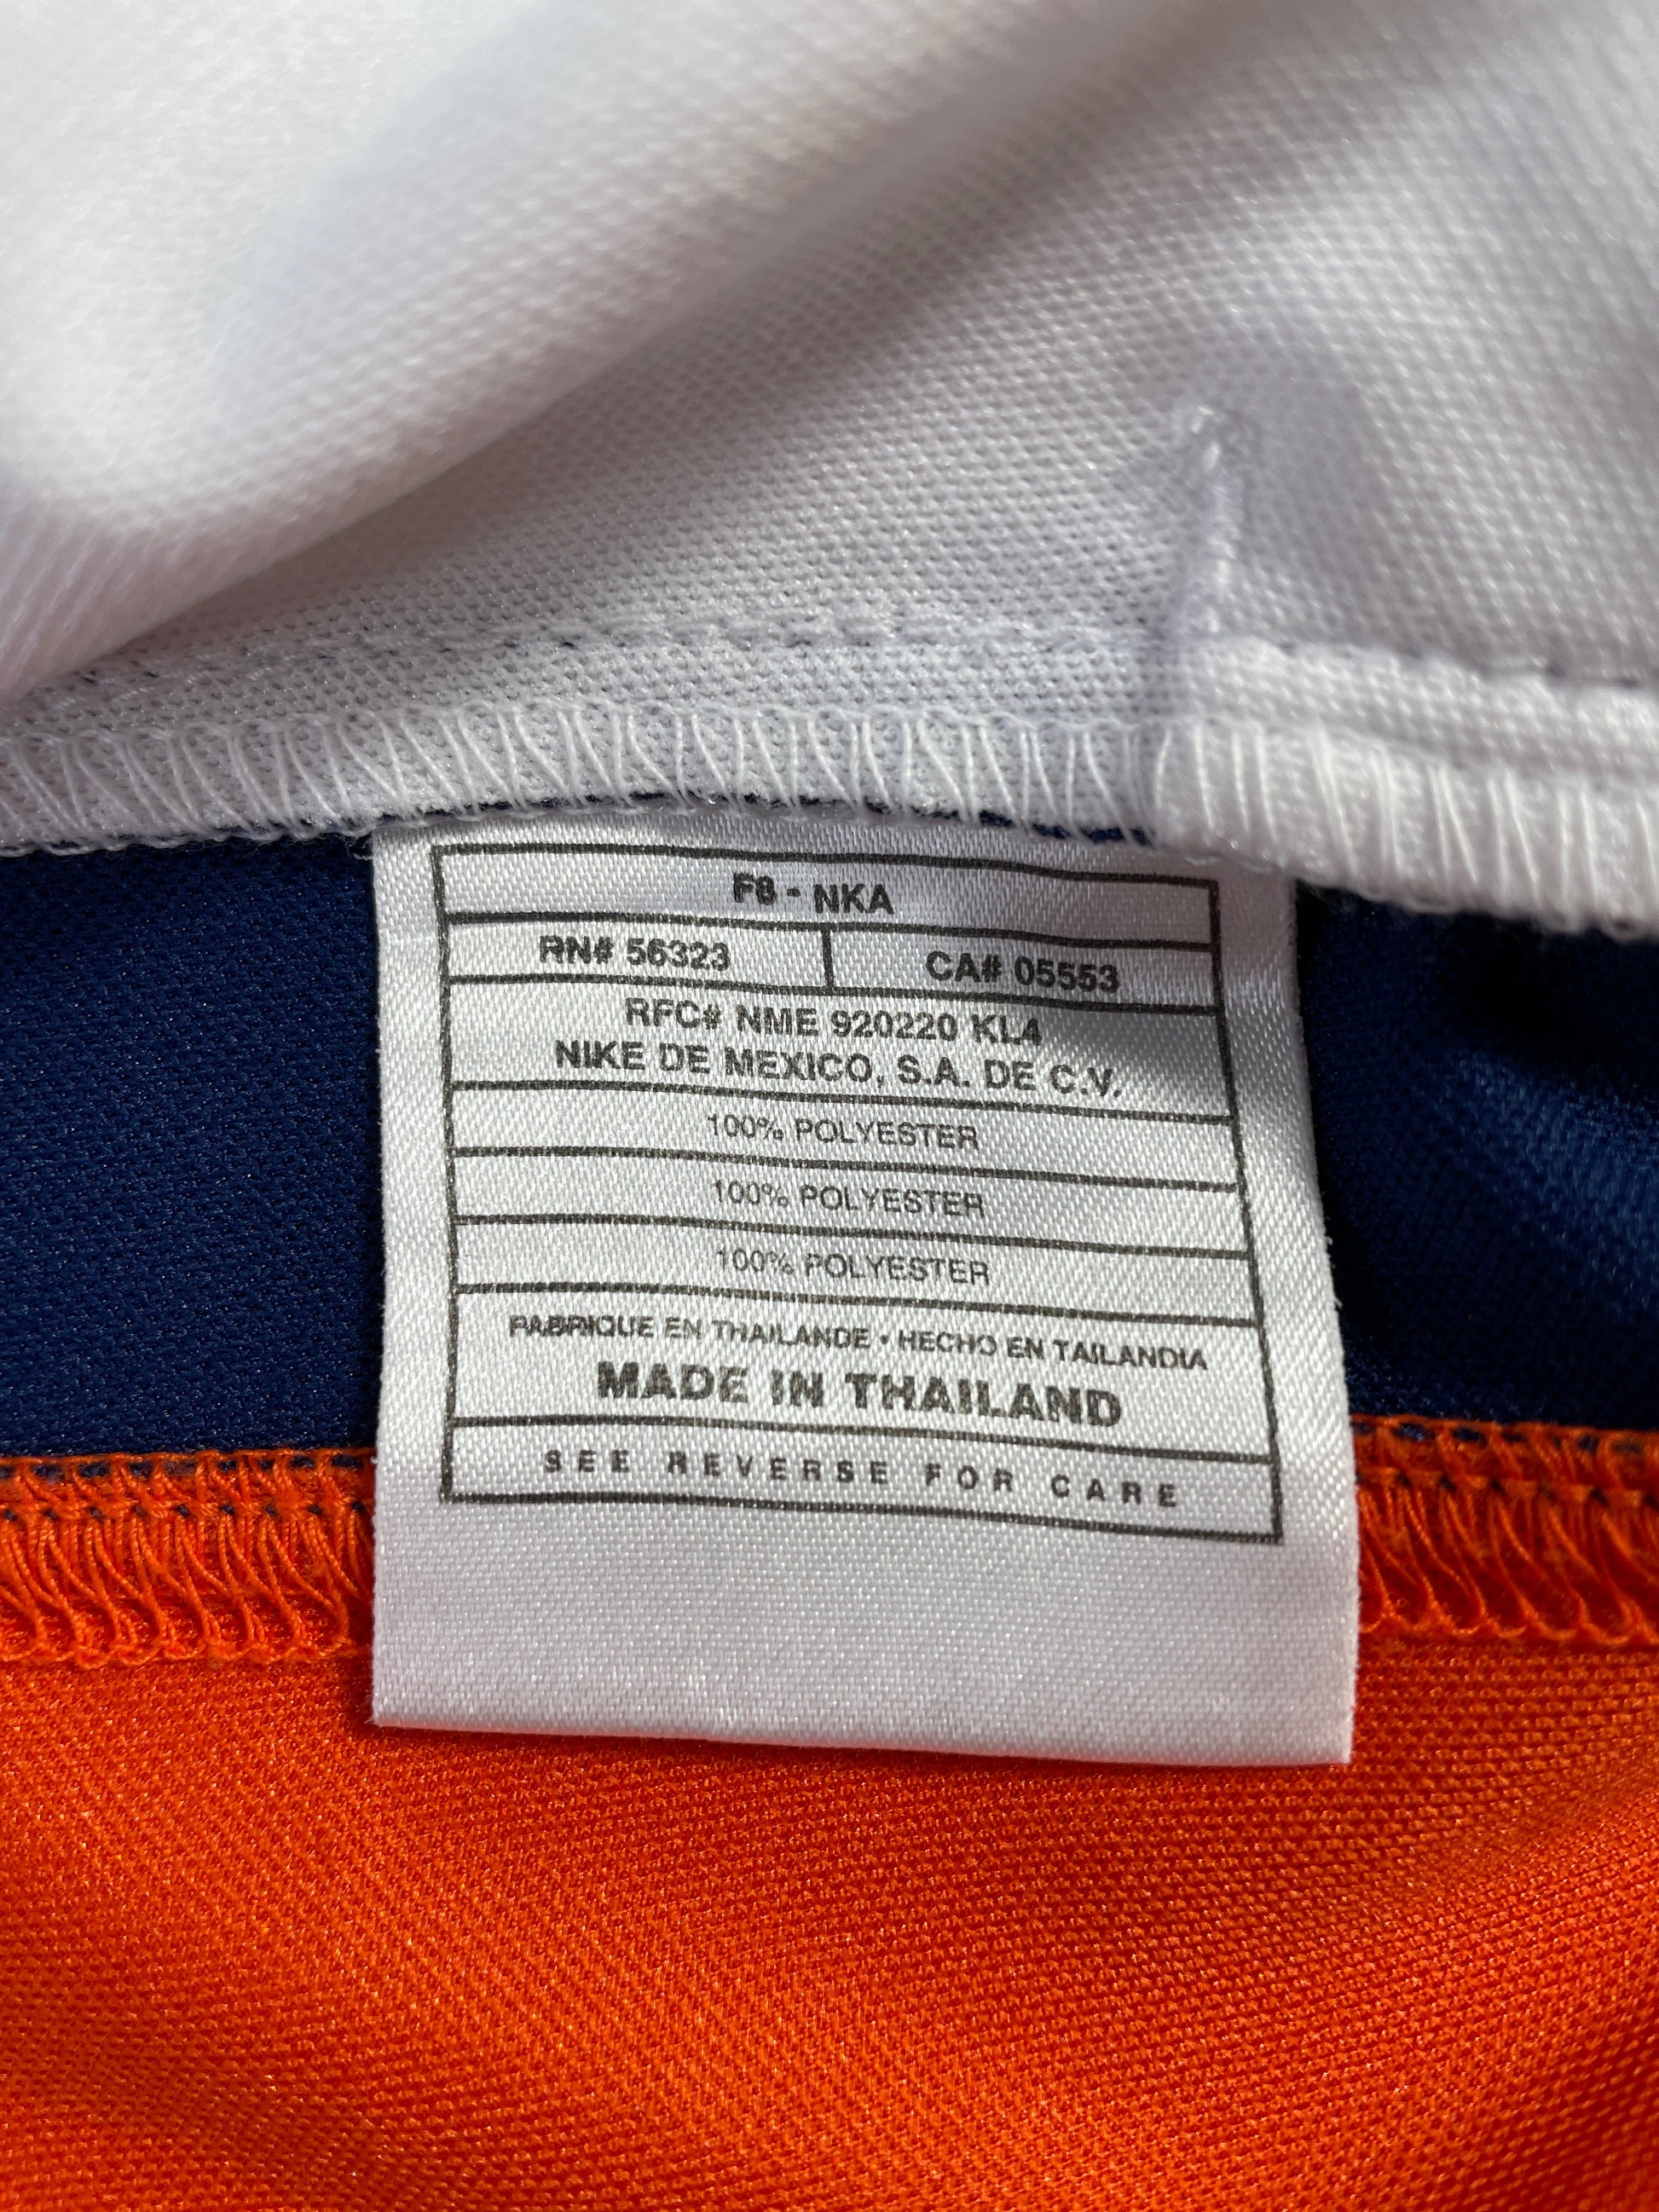 F8 - NKA
RN# 56323 CA# 05553
RFC# NME 920220 KL4
NIKE DE MEXICO, S.A. DE C.V.
100% POLYESTER
100% POLYESTER
100% POLYESTER
FABRIQUE EN THAILANDE • HECHO EN TAILANDIA
MADE IN THAILAND
SEE REVERSE FOR CARE